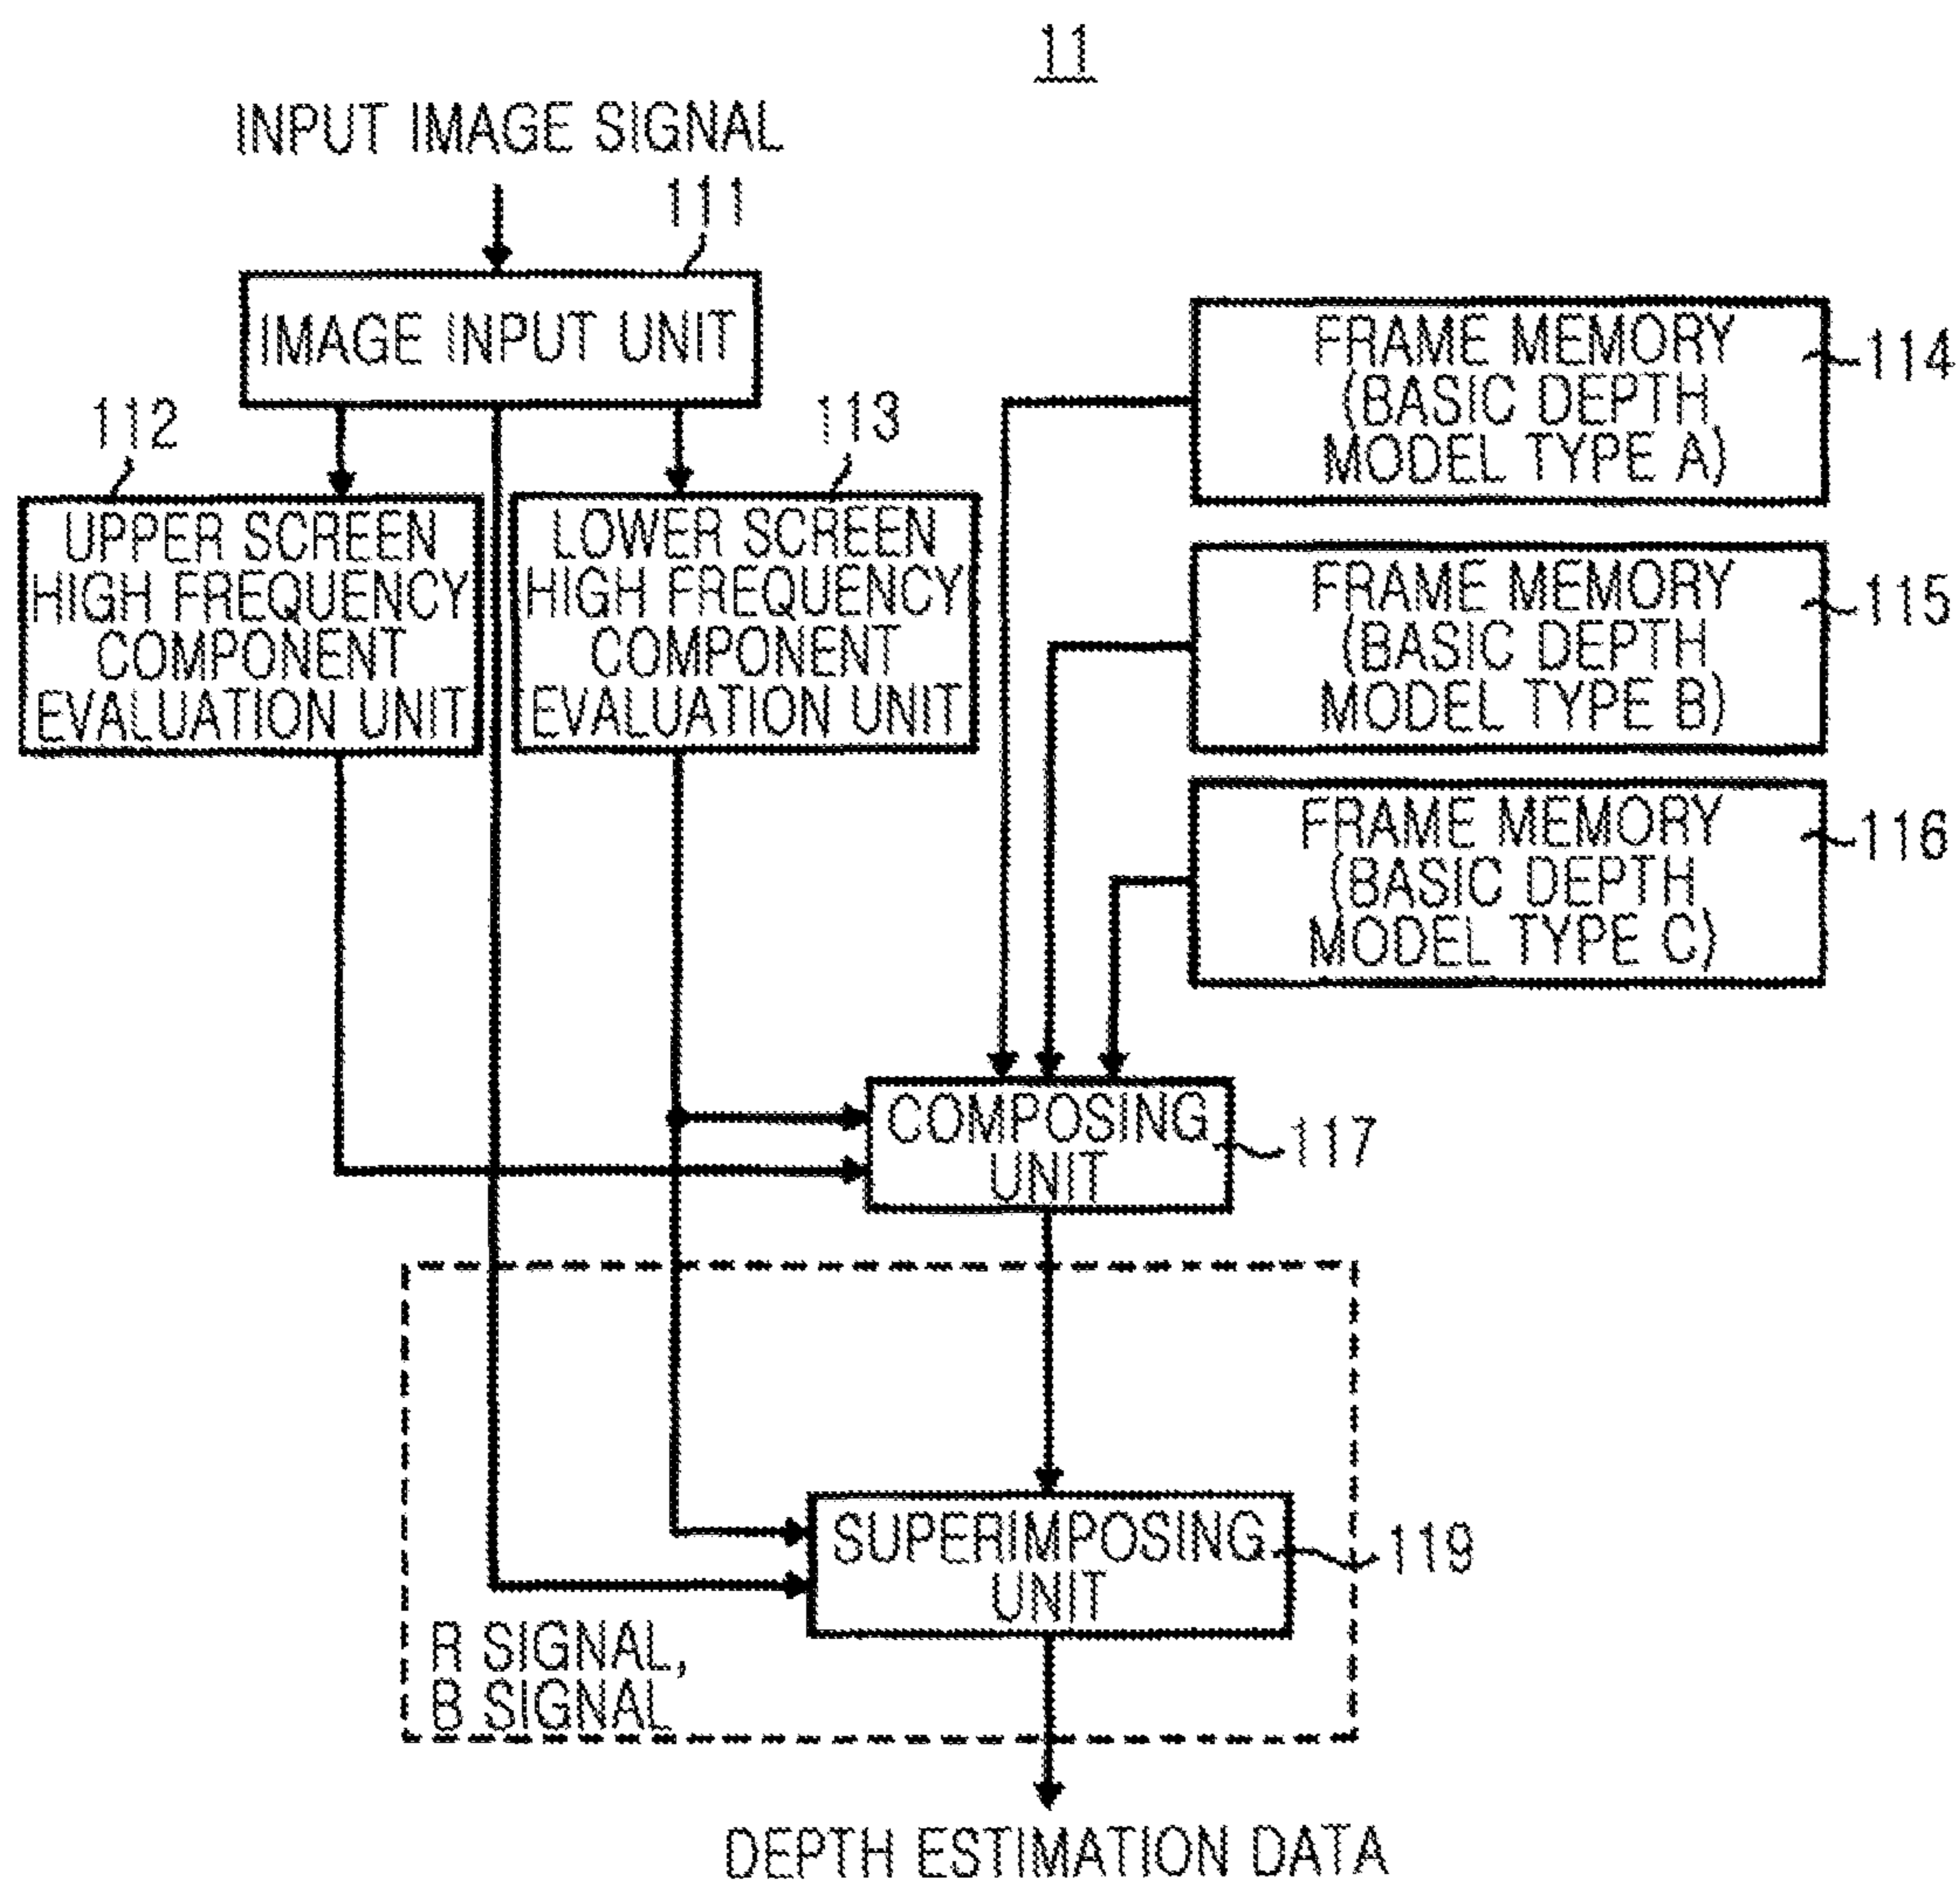 11
INPUT IMAGE SIGNAL
111
IMAGE INPUT UNIT
112
113
UPPER SCREEN
HIGH FREQUENCY
COMPONENT
EVALUATION UNIT
LOWER SCREEN
HIGH FREQUENCY
COMPONENT
EVALUATION UNIT
FRAME MEMORY
(BASIC DEPTH
MODEL TYPE A)
114
FRAME MEMORY
(BASIC DEPTH
MODEL TYPE B)
115
FRAME MEMORY
(BASIC DEPTH
MODEL TYPE C)
116
COMPOSING
UNIT
117
SUPERIMPOSING
UNIT
119
R SIGNAL,
B SIGNAL
DEPTH ESTIMATION DATA